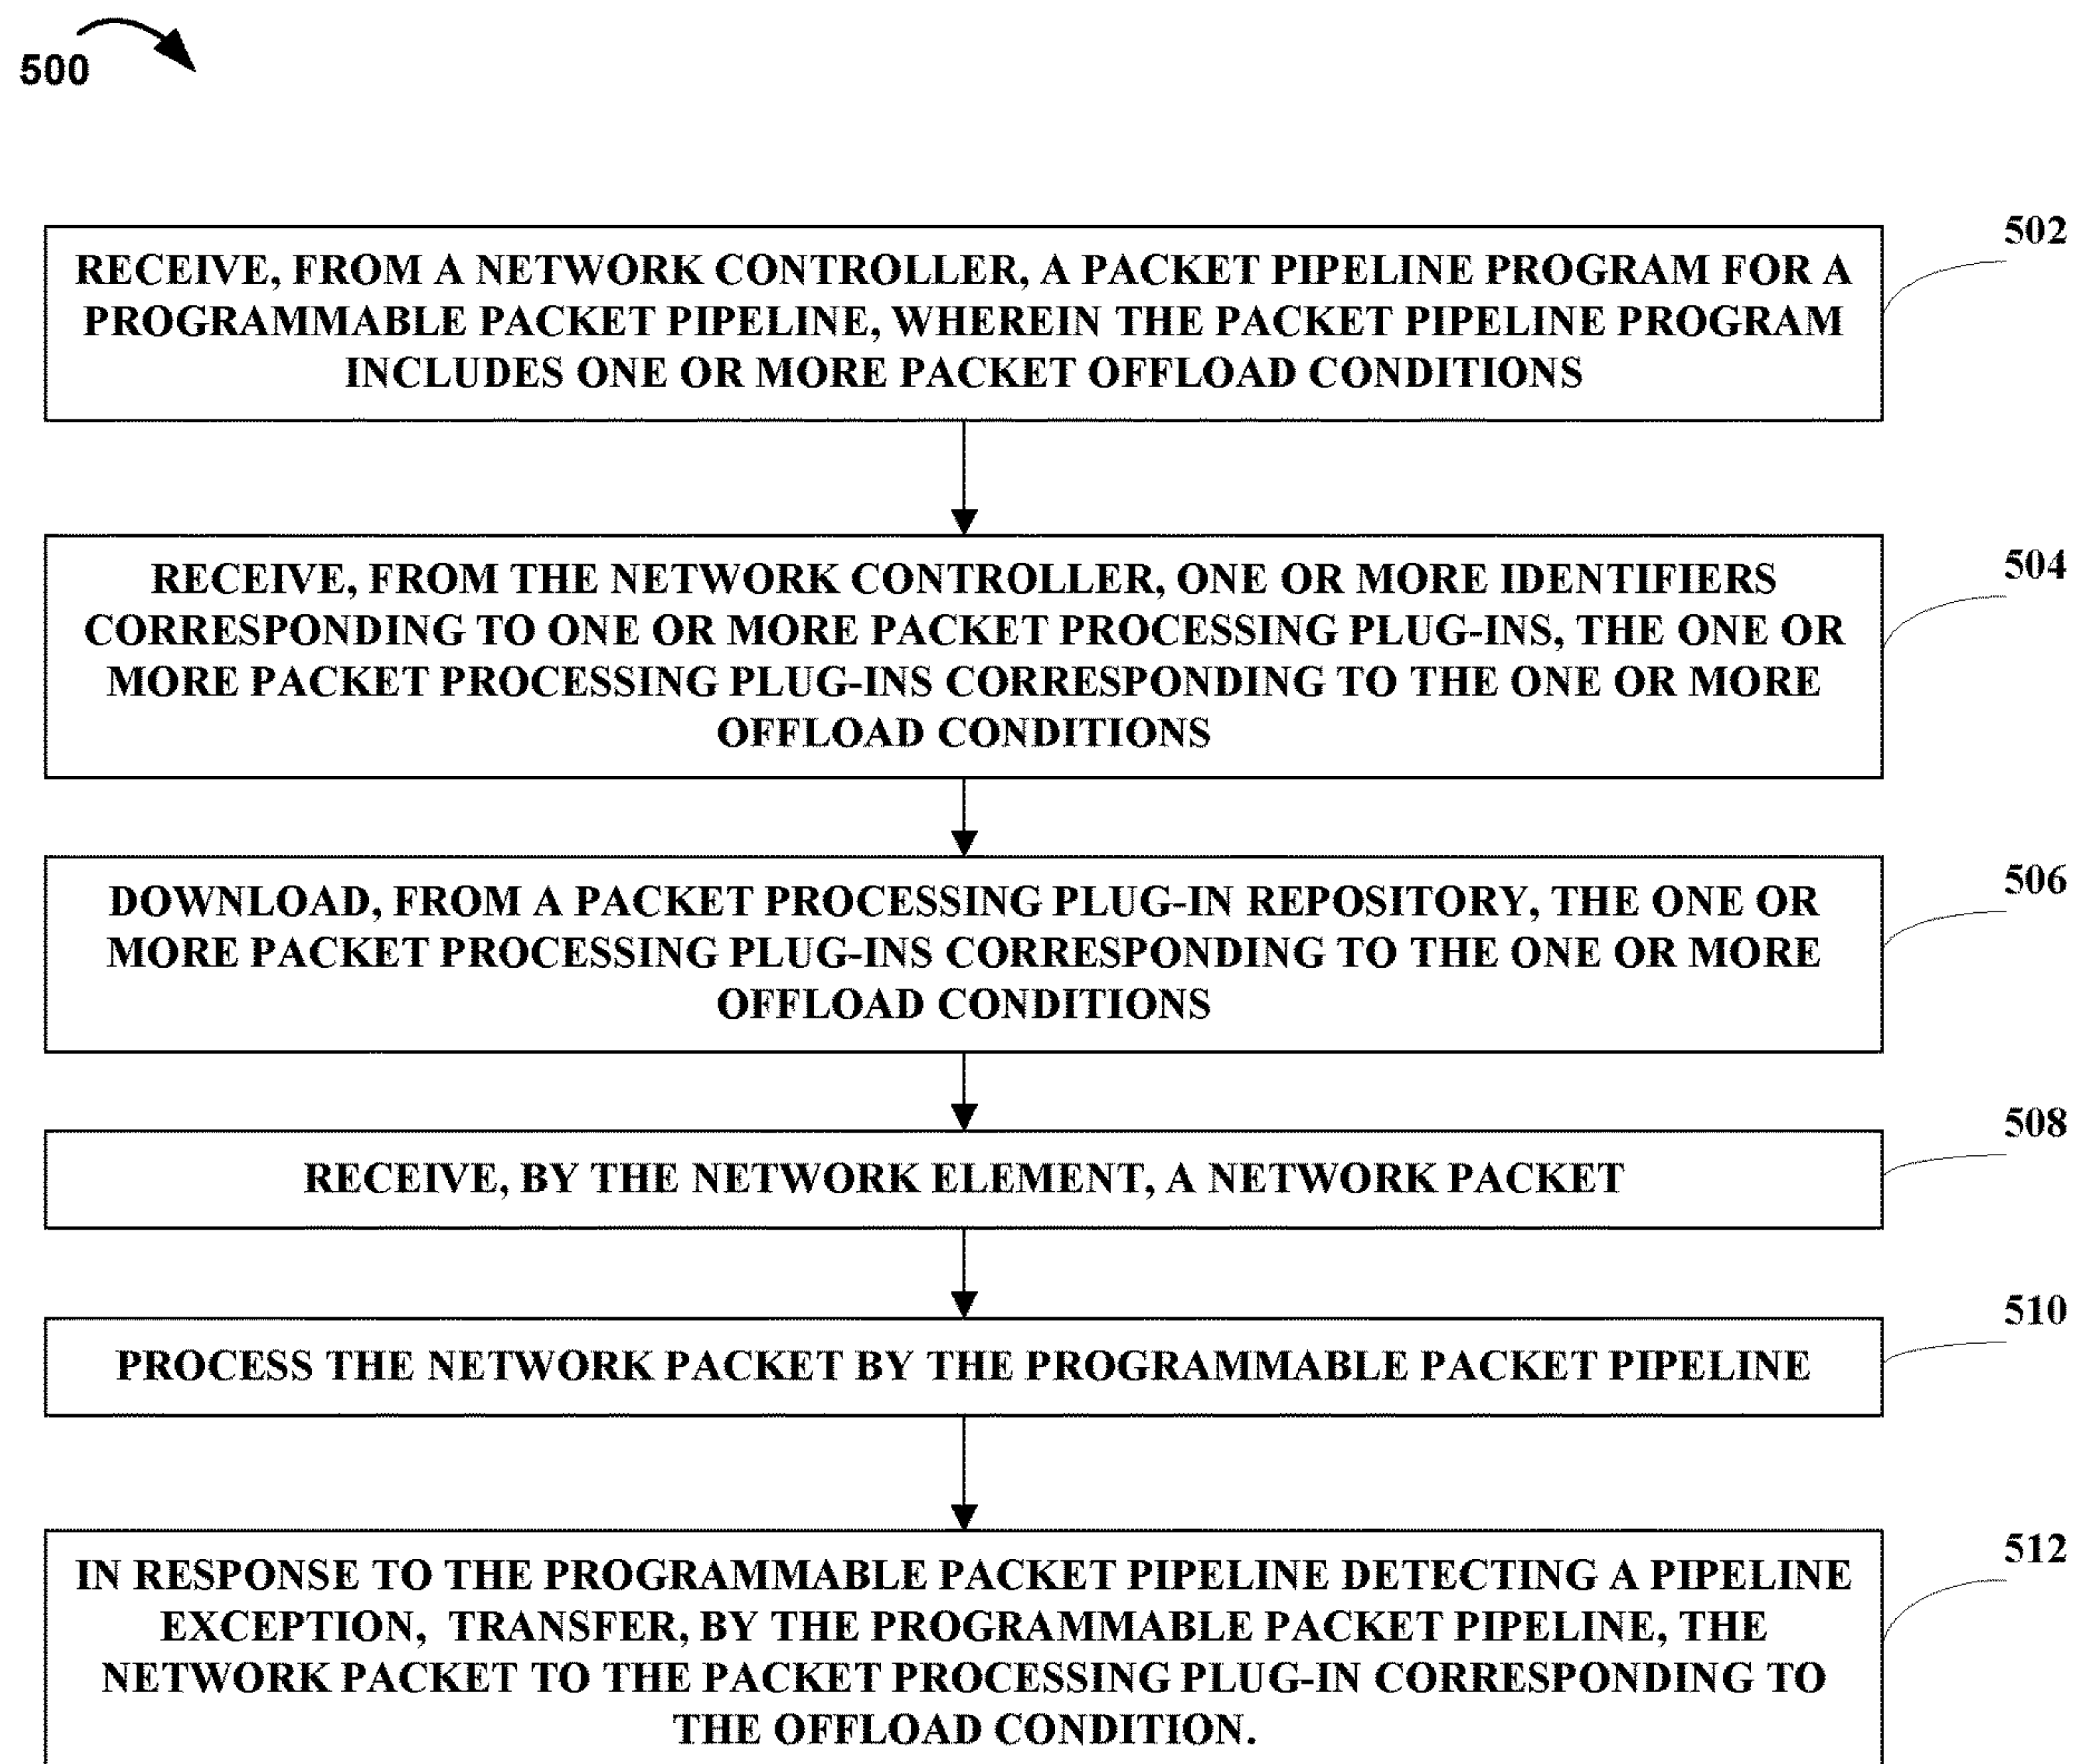 500
502
RECEIVE, FROM A NETWORK CONTROLLER, A PACKET PIPELINE PROGRAM FOR A
PROGRAMMABLE PACKET PIPELINE, WHEREIN THE PACKET PIPELINE PROGRAM
INCLUDES ONE OR MORE PACKET OFFLOAD CONDITIONS
504
RECEIVE, FROM THE NETWORK CONTROLLER, ONE OR MORE IDENTIFIERS
CORRESPONDING TO ONE OR MORE PACKET PROCESSING PLUG-INS, THE ONE OR
MORE PACKET PROCESSING PLUG-INS CORRESPONDING TO THE ONE OR MORE
OFFLOAD CONDITIONS
506
DOWNLOAD, FROM A PACKET PROCESSING PLUG-IN REPOSITORY, THE ONE OR
MORE PACKET PROCESSING PLUG-INS CORRESPONDING TO THE ONE OR MORE
OFFLOAD CONDITIONS
508
RECEIVE, BY THE NETWORK ELEMENT, A NETWORK PACKET
510
PROCESS THE NETWORK PACKET BY THE PROGRAMMABLE PACKET PIPELINE
512
IN RESPONSE TO THE PROGRAMMABLE PACKET PIPELINE DETECTING A PIPELINE
EXCEPTION, TRANSFER, BY THE PROGRAMMABLE PACKET PIPELINE, THE
NETWORK PACKET TO THE PACKET PROCESSING PLUG-IN CORRESPONDING TO
THE OFFLOAD CONDITION.